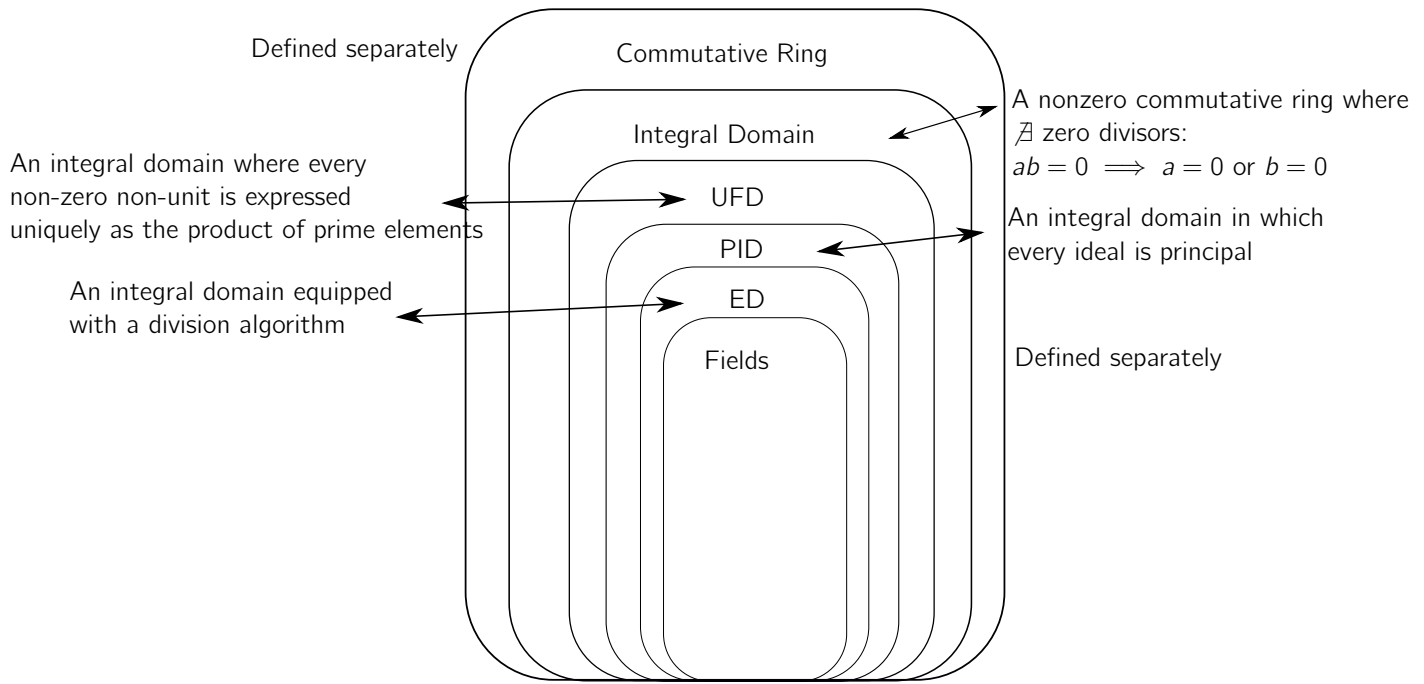 Defined separately
Commutative Ring
A nonzero commutative ring where
∄ zero divisors:
ab = 0 ⟹ a = 0 or b = 0
Integral Domain
An integral domain where every
non-zero non-unit is expressed
uniquely as the product of prime elements
UFD
An integral domain in which
every ideal is principal
PID
An integral domain equipped
with a division algorithm
ED
Fields
Defined separately